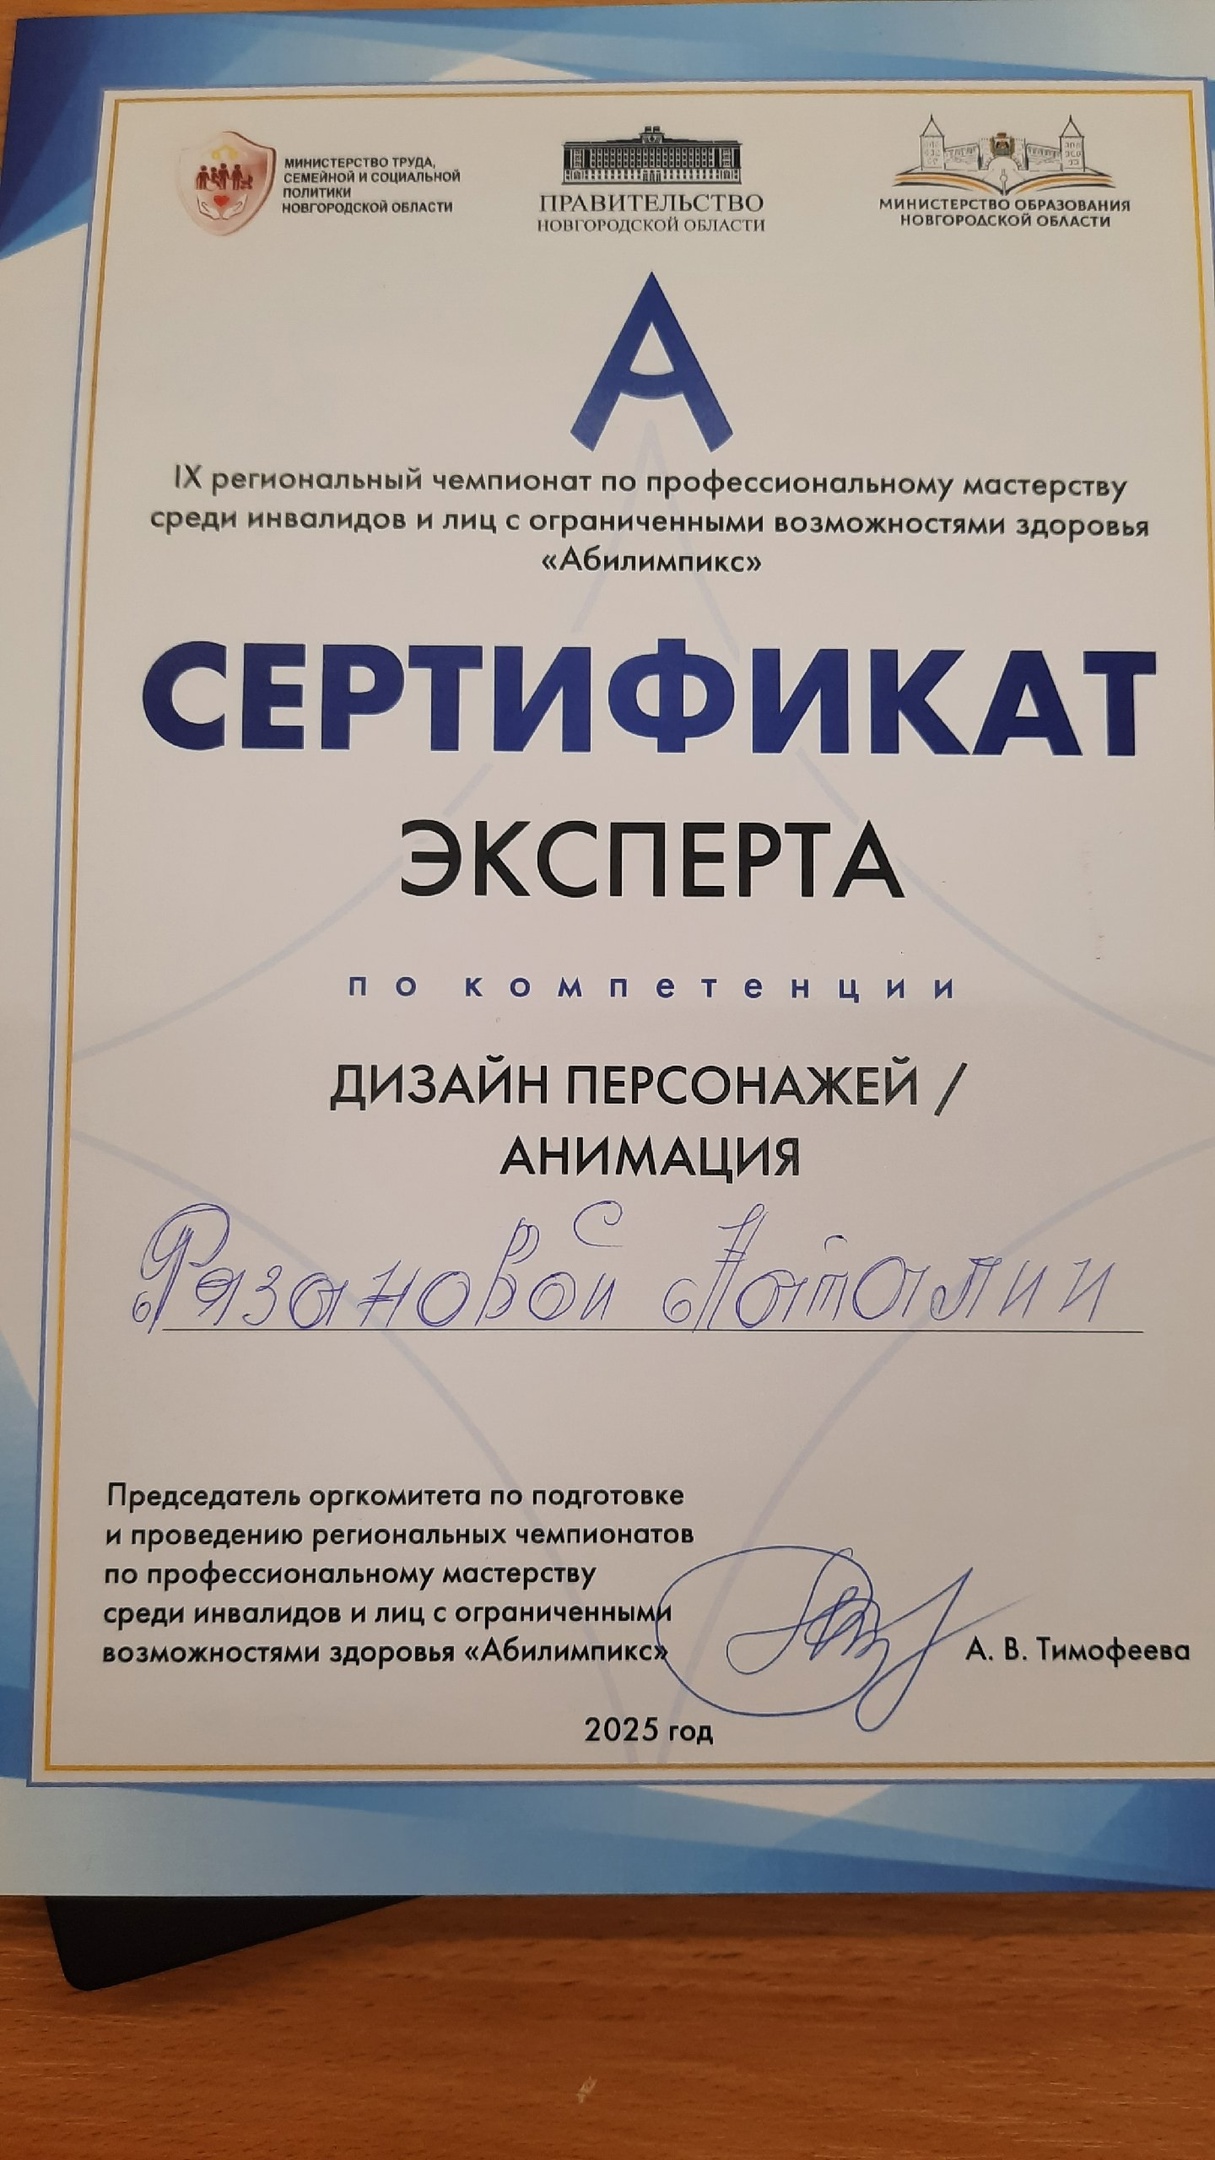 МИНИСТЕРСТВО ТРУДА,
СЕМЕЙНОЙ И СОЦИАЛЬНОЙ
ПОЛИТИКИ
НОВГОРОДСКОЙ ОБЛАСТИ
ПРАВИТЕЛЬСТВО
НОВГОРОДСКОЙ ОБЛАСТИ
МИНИСТЕРСТВО ОБРАЗОВАНИЯ
НОВГОРОДСКОЙ ОБЛАСТИ
IX региональный чемпионат по профессиональному мастерству
среди инвалидов и лиц с ограниченными возможностями здоровья
«Абилимпикс»
СЕРТИФИКАТ
ЭКСПЕРТА
по компетенции
ДИЗАЙН ПЕРСОНАЖЕЙ /
АНИМАЦИЯ
Рязановой Наталии
Председатель оргкомитета по подготовке
и проведению региональных чемпионатов
по профессиональному мастерству
среди инвалидов и лиц с ограниченными
возможностями здоровья «Абилимпикс»
А. В. Тимофеева
2025 год